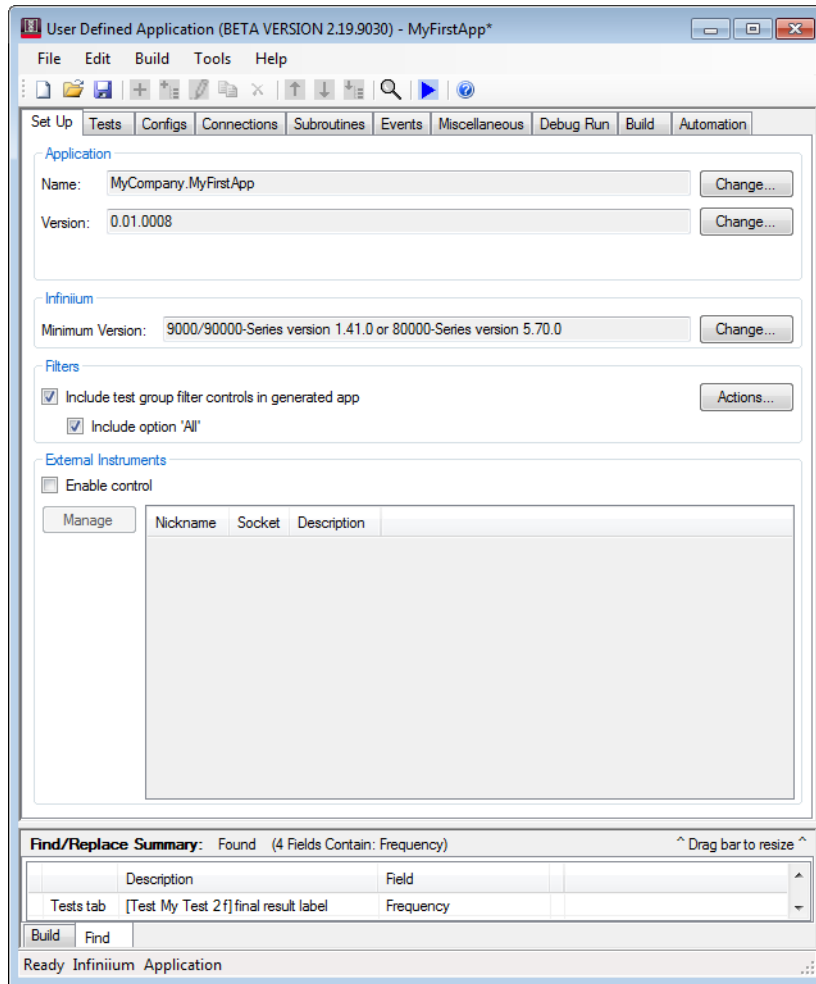 User Defined Application (BETA VERSION 2.19.9030) - MyFirstApp*
File Edit Build Tools Help
Set Up Tests Configs Connections Subroutines Events Miscellaneous Debug Run Build Automation
Application
Name: MyCompany.MyFirstApp Change...
Version: 0.01.0008 Change...
Infiniium
Minimum Version: 9000/90000-Series version 1.41.0 or 80000-Series version 5.70.0 Change...
Filters
Include test group filter controls in generated app Actions...
Include option 'All'
External Instruments
Enable control
Manage Nickname Socket Description
Find/Replace Summary: Found (4 Fields Contain: Frequency) ^ Drag bar to resize ^
Description Field
Tests tab [Test My Test 2f] final result label Frequency
Build Find
Ready Infiniium Application